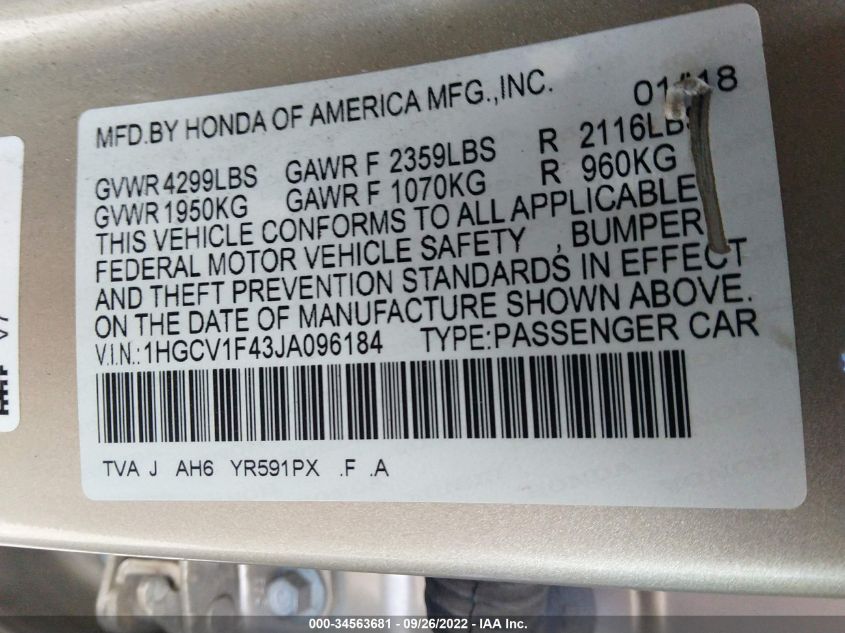 MFD.BY HONDA OF AMERICA MFG.,INC. 01/18
GVWR 4299LBS GAWR F 2359LBS R 2116LBS
GVWR 1950KG GAWR F 1070KG R 960KG
THIS VEHICLE CONFORMS TO ALL APPLICABLE
FEDERAL MOTOR VEHICLE SAFETY , BUMPER
AND THEFT PREVENTION STANDARDS IN EFFECT
ON THE DATE OF MANUFACTURE SHOWN ABOVE.
V.I.N.:1HGCV1F43JA096184 TYPE:PASSENGER CAR
TVA J AH6 YR591PX .F .A
000-34563681 / 09/26/2022 — IAA Inc.